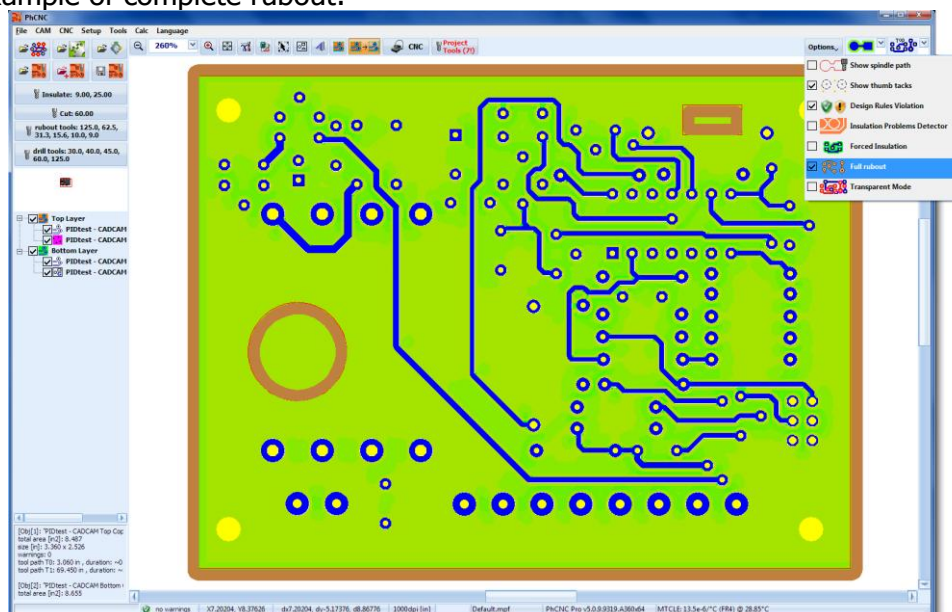 ample of complete rubout.
PhCNC
File CAM CNC Setup Tools Calc Language
260% CNC Project Tools (7!) Options..
Insulate: 9.00, 25.00
Cut: 60.00
rubout tools: 125.0, 62.5,
31.3, 15.6, 10.0, 9.0
drill tools: 30.0, 40.0, 45.0,
60.0, 125.0
Show spindle path
Show thumb tacks
Design Rules Violation
Insulation Problems Detector
Forced Insulation
Full rubout
Transparent Mode
Top Layer
PIDtest - CADCAM
PIDtest - CADCAM
Bottom Layer
PIDtest - CADCAM
PIDtest - CADCAM
[Obj[1]: "PIDtest - CADCAM Top Cop
total area [in2]: 8.487
size [in]: 3.360 x 2.526
warnings: 0
tool path T0: 3.060 in , duration: ~0
tool path T1: 69.450 in , duration: ~
[Obj[2]: "PIDtest - CADCAM Bottom
total area [in2]: 8.655
no warnings X7.20204, Y8.37626 dx7.20204, dy-5.17376, d8.86776 1000dpi [in] Default.mpf PhCNC Pro v5.0.9.9319.A360x64 MTCLE: 13.5e-6/°C (FR4) @ 28.85°C